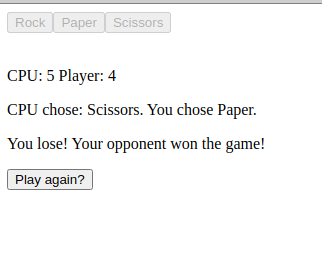 Rock Paper Scissors
CPU: 5 Player: 4
CPU chose: Scissors. You chose Paper.
You lose! Your opponent won the game!
Play again?